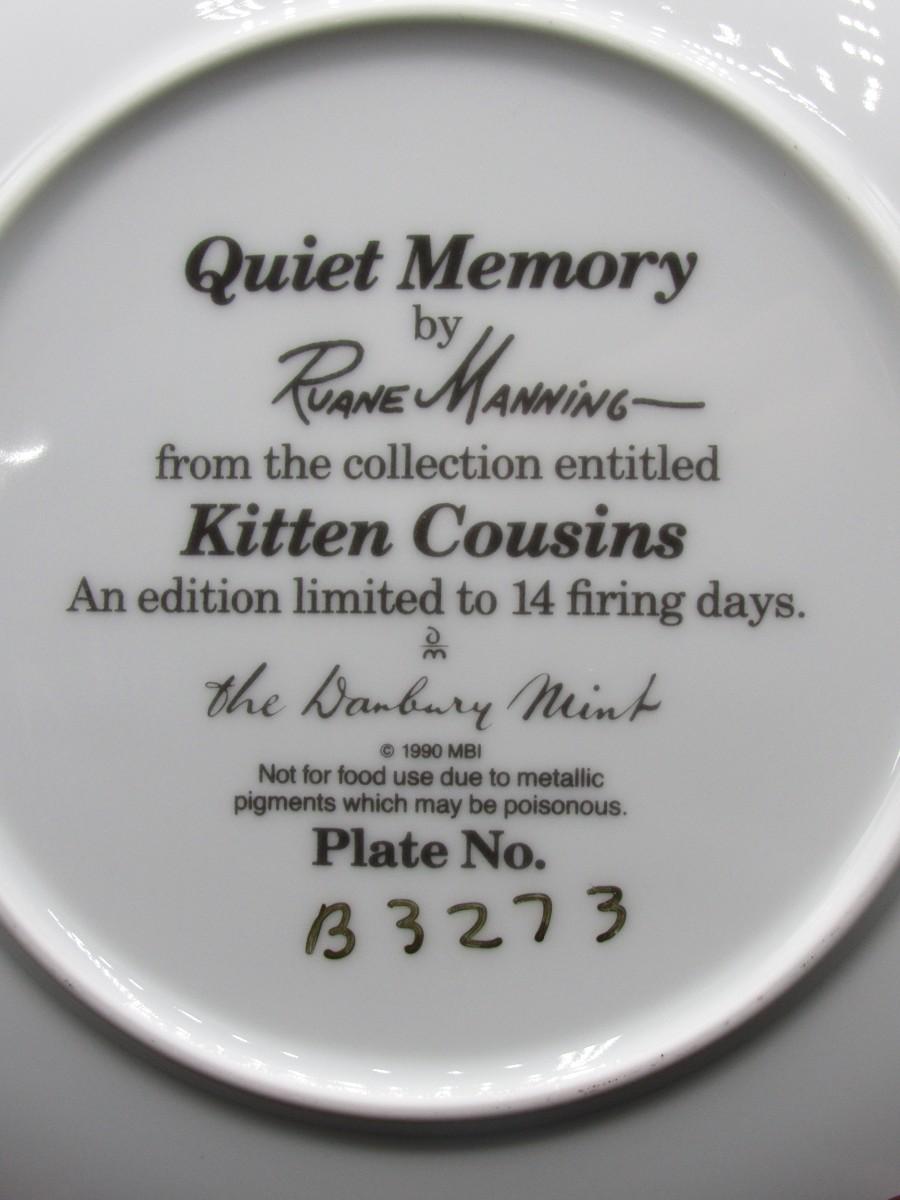 Quiet Memory
by
RUANE MANNING
from the collection entitled
Kitten Cousins
An edition limited to 14 firing days.
dm
the Danbury Mint
© 1990 MBI
Not for food use due to metallic
pigments which may be poisonous.
Plate No.
B3273